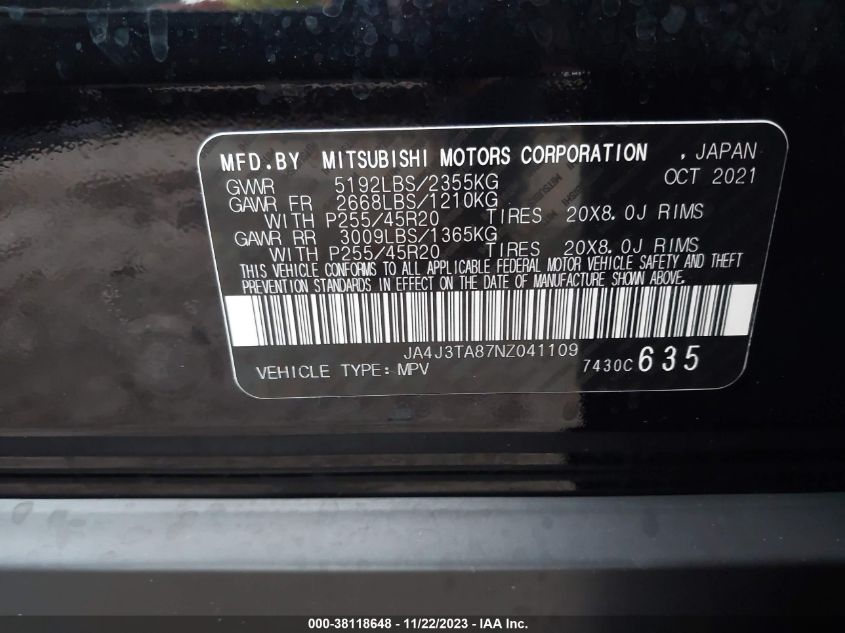 MFD.BY MITSUBISHI MOTORS CORPORATION , JAPAN
GVWR 5192LBS/2355KG OCT 2021
GAWR FR 2668LBS/1210KG
WITH P255/45R20 TIRES 20X8.0J RIMS
GAWR RR 3009LBS/1365KG
WITH P255/45R20 TIRES 20X8.0J RIMS
THIS VEHICLE CONFORMS TO ALL APPLICABLE FEDERAL MOTOR VEHICLE SAFETY AND THEFT
PREVENTION STANDARDS IN EFFECT ON THE DATE OF MANUFACTURE SHOWN ABOVE.
JA4J3TA87NZ041109
VEHICLE TYPE:MPV 7430C 635
000-38118648 - 11/22/2023 - IAA Inc.